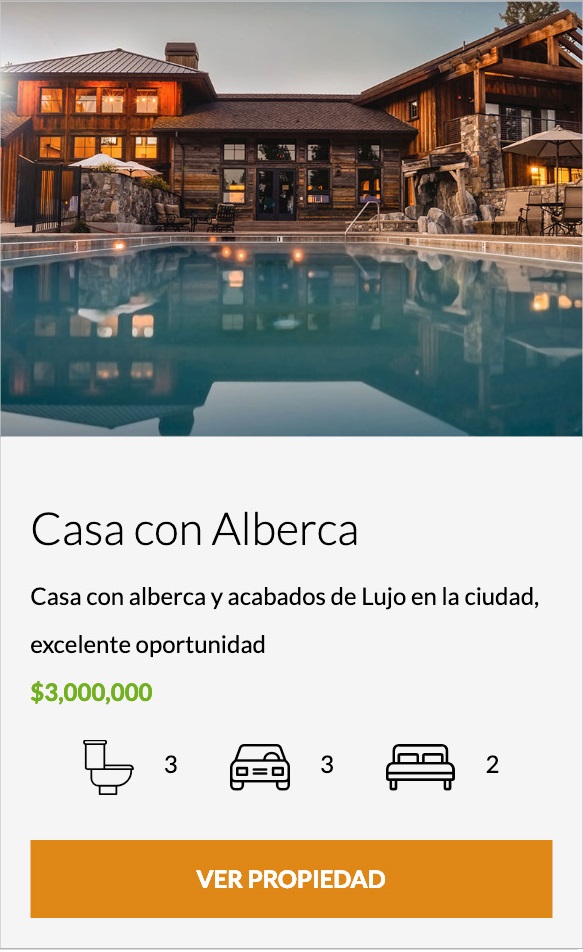 Casa con Alberca
Casa con alberca y acabados de Lujo en la ciudad,
excelente oportunidad
$3,000,000
3 3 2
VER PROPIEDAD